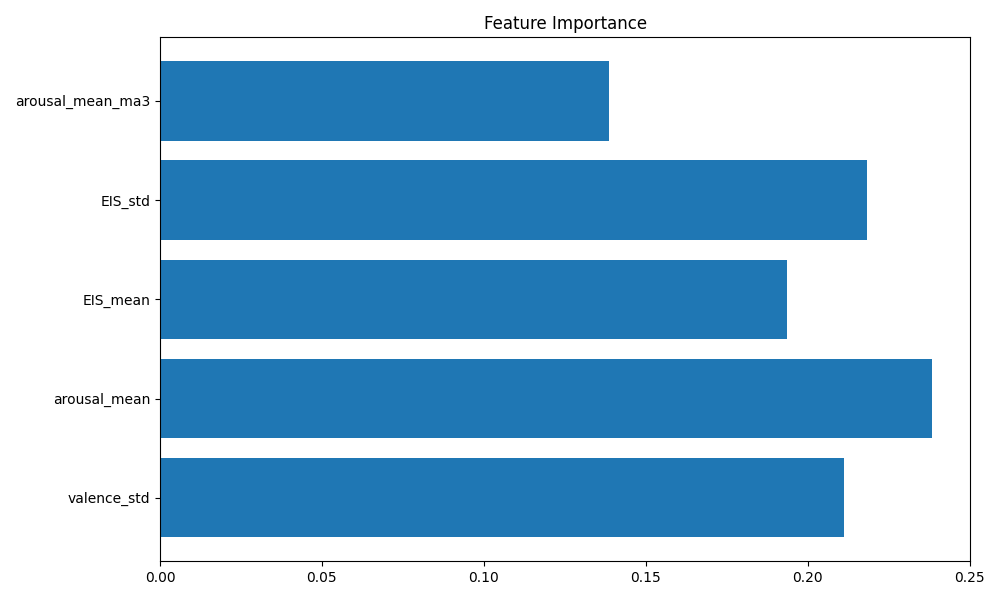 Feature Importance
arousal_mean_ma3
EIS_std
EIS_mean
arousal_mean
valence_std
0.00 0.05 0.10 0.15 0.20 0.25